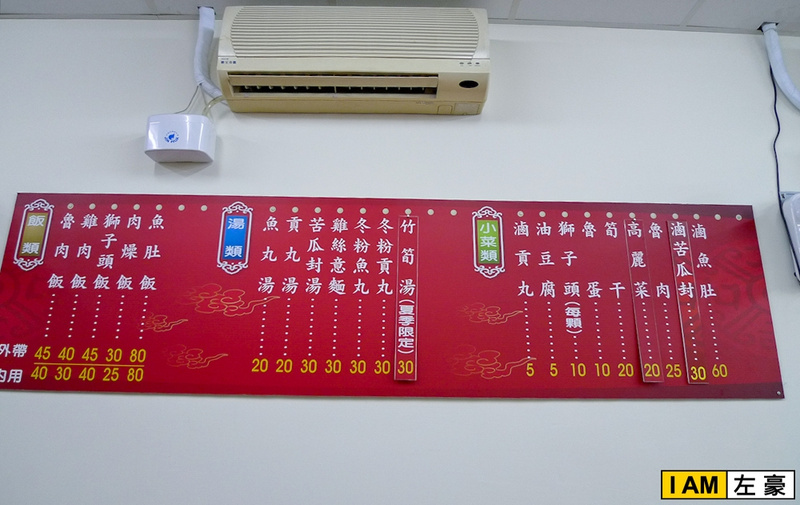 飯類
魯肉飯 45 40
雞肉飯 40 30
獅子頭飯 45 40
肉燥飯 30 25
魚肚飯 80 80
外帶
內用
湯類
魚丸湯 20
貢丸湯 20
苦瓜封湯 30
雞絲意麵 30
冬粉魚丸 30
冬粉貢丸 30
竹筍湯(夏季限定) 30
小菜類
滷貢丸 5
油豆腐 5
獅子頭(每顆) 10
魯蛋 10
筍干 20
高麗菜 20
魯肉 25
滷苦瓜封 30
滷魚肚 60
I AM 左豪